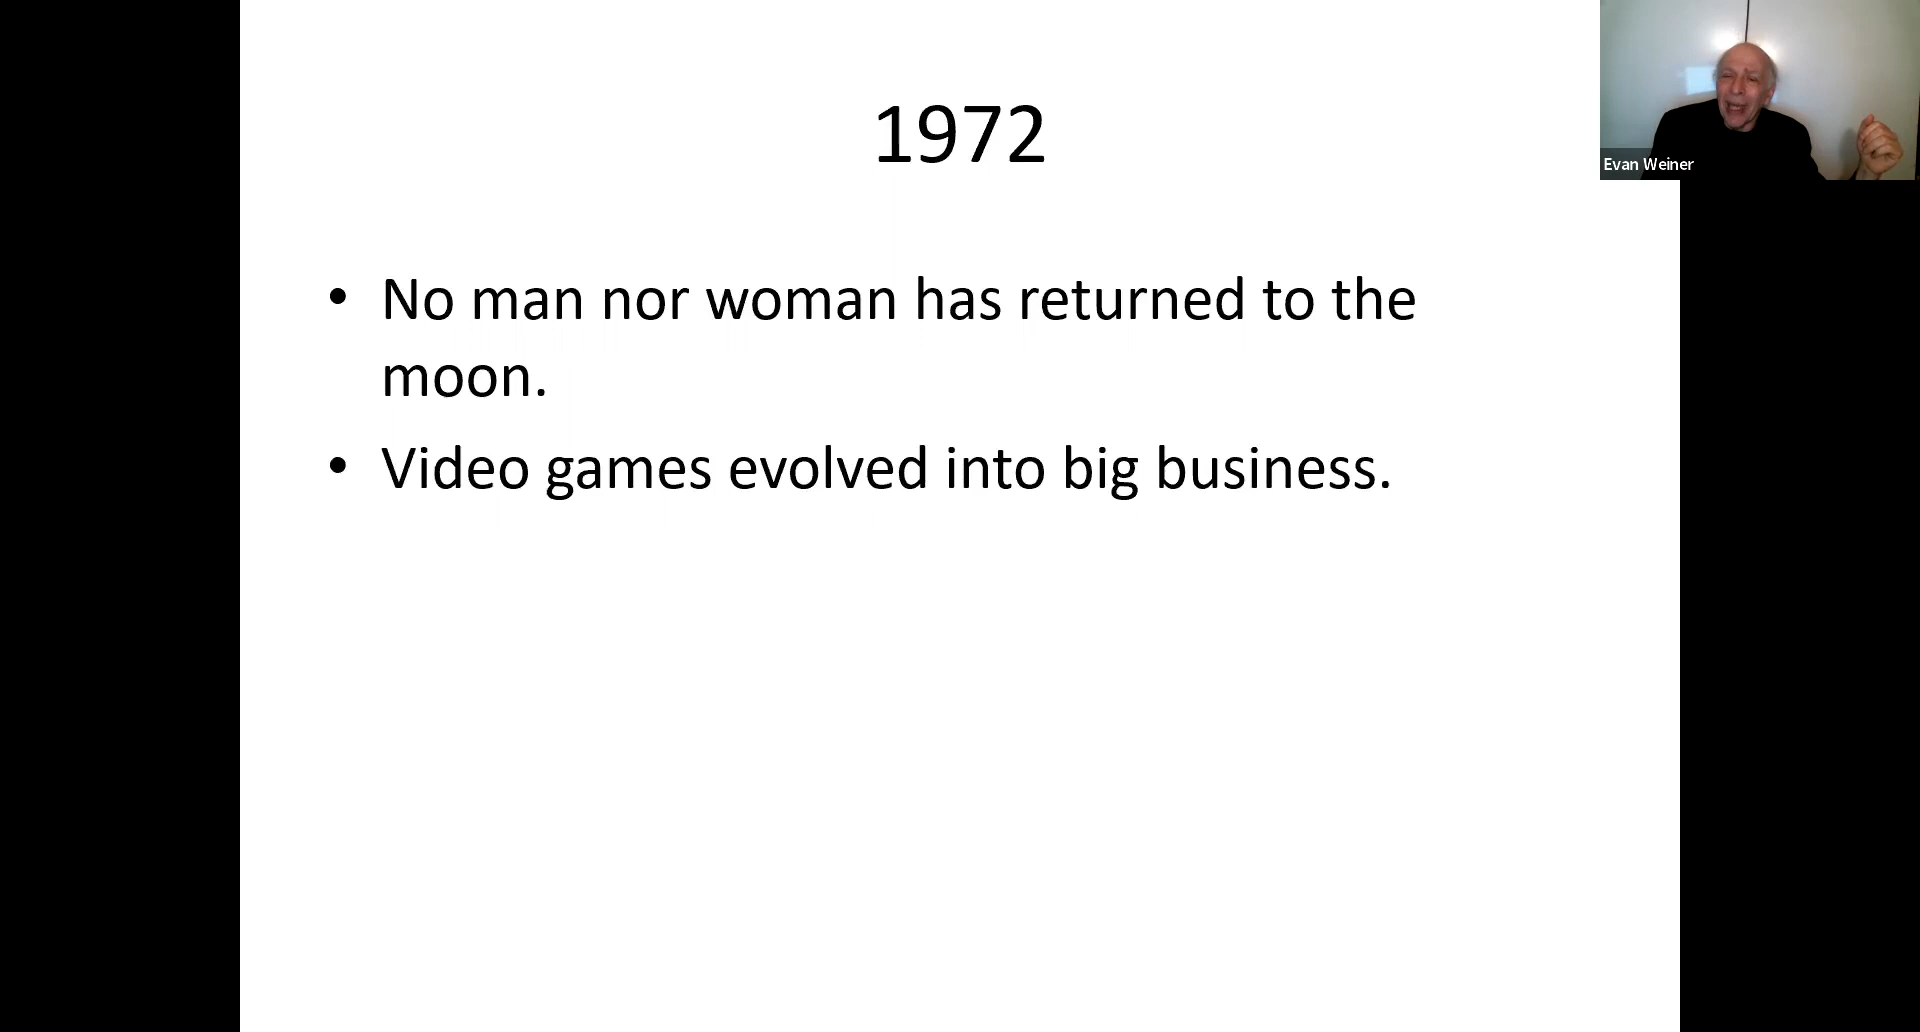 1972
• No man nor woman has returned to the
moon.
• Video games evolved into big business.
Evan Weiner